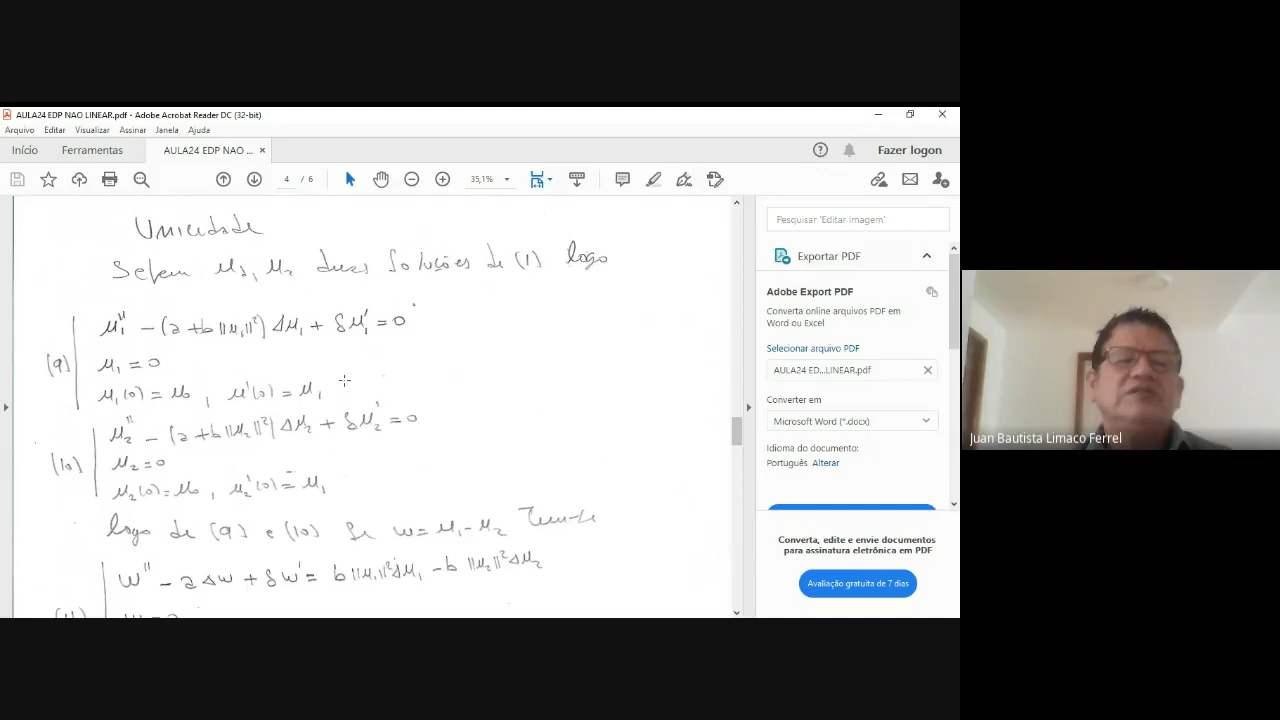 AULA24 EDP NAO LINEAR.pdf - Adobe Acrobat Reader DC (32-bit)
Arquivo Editar Visualizar Assinar Janela Ajuda
Início Ferramentas AULA24 EDP NAO ... × Fazer logon
4 / 6 35,1%
Unicidade
Sejam u₁, u₂ duas soluções de (1) logo
u₁'' - (a+b||u₁||²) Δu₁ + δu₁' = 0
(9) u₁ = 0
u₁(0) = u₀, u'(0) = u₁
u₂'' - (a+b||u₂||²) Δu₂ + δu₂' = 0
(10) u₂ = 0
u₂(0) = u₀, u₂'(0) = u₁
logo de (9) e (10) se w = u₁ - u₂ Tem-se
w'' - aΔw + δw' = b||u₁||²Δu₁ - b||u₂||²Δu₂
Pesquisar 'Editar imagem'
Exportar PDF
Adobe Export PDF
Converta online arquivos PDF em
Word ou Excel
Selecionar arquivo PDF
AULA24 ED...LINEAR.pdf
Converter em
Microsoft Word (*.docx)
Idioma do documento:
Português Alterar
Converta, edite e envie documentos
para assinatura eletrônica em PDF
Avaliação gratuita de 7 dias
Juan Bautista Limaco Ferrel